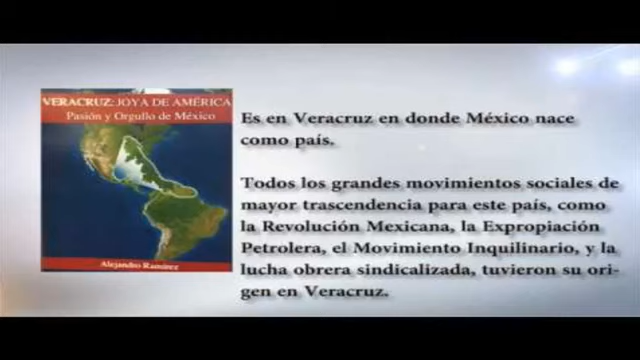 VERACRUZ: JOYA DE AMÉRICA
Pasión y Orgullo de México
Alejandro Ramírez
Es en Veracruz en donde México nace
como país.
Todos los grandes movimientos sociales de
mayor trascendencia para este país, como
la Revolución Mexicana, la Expropiación
Petrolera, el Movimiento Inquilinario, y la
lucha obrera sindicalizada, tuvieron su ori-
gen en Veracruz.